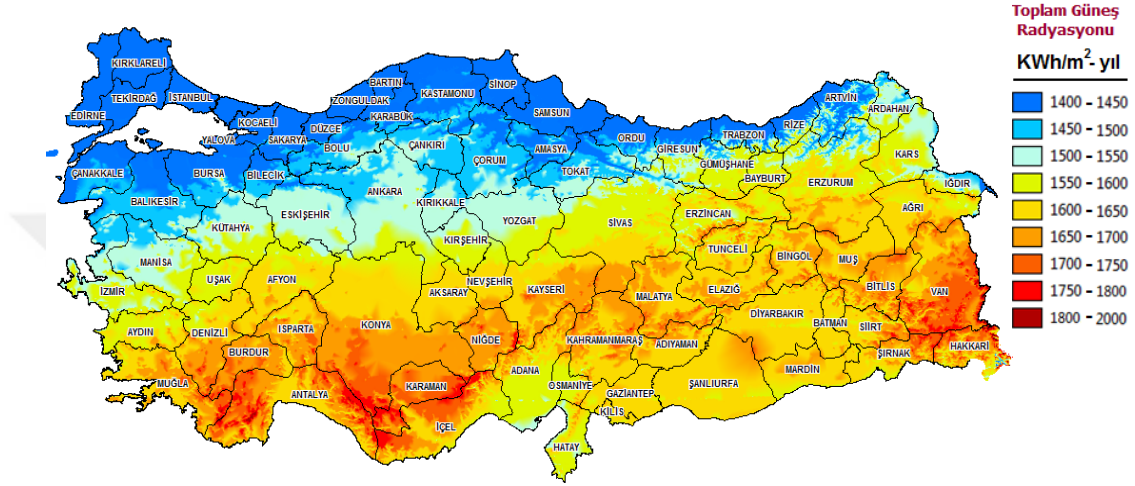 Toplam Güneş
Radyasyonu
KWh/m²- yıl
1400 - 1450
1450 - 1500
1500 - 1550
1550 - 1600
1600 - 1650
1650 - 1700
1700 - 1750
1750 - 1800
1800 - 2000
KIRKLARELİ
TEKİRDAĞ
İSTANBUL
EDİRNE
KOCAELİ
YALOVA
SAKARYA
DÜZCE
BOLU
ZONGULDAK
BARTIN
KARABÜK
KASTAMONU
SİNOP
SAMSUN
ORDU
GİRESUN
TRABZON
RİZE
ARTVİN
ARDAHAN
ÇANAKKALE
BURSA
BİLECİK
ÇANKIRI
ÇORUM
AMASYA
TOKAT
GÜMÜŞHANE
BAYBURT
ERZURUM
KARS
IĞDIR
BALIKESİR
KÜTAHYA
ESKİŞEHİR
ANKARA
KIRIKKALE
YOZGAT
SİVAS
ERZİNCAN
AĞRI
MANİSA
UŞAK
AFYON
KIRŞEHİR
NEVŞEHİR
AKSARAY
KAYSERİ
MALATYA
TUNCELİ
ELAZIĞ
BİNGÖL
MUŞ
BİTLİS
VAN
İZMİR
AYDIN
DENİZLİ
ISPARTA
BURDUR
KONYA
NİĞDE
KAHRAMANMARAŞ
ADIYAMAN
DİYARBAKIR
BATMAN
SİİRT
ŞIRNAK
HAKKARİ
MUĞLA
ANTALYA
KARAMAN
İÇEL
ADANA
OSMANİYE
GAZİANTEP
KİLİS
ŞANLIURFA
MARDİN
HATAY